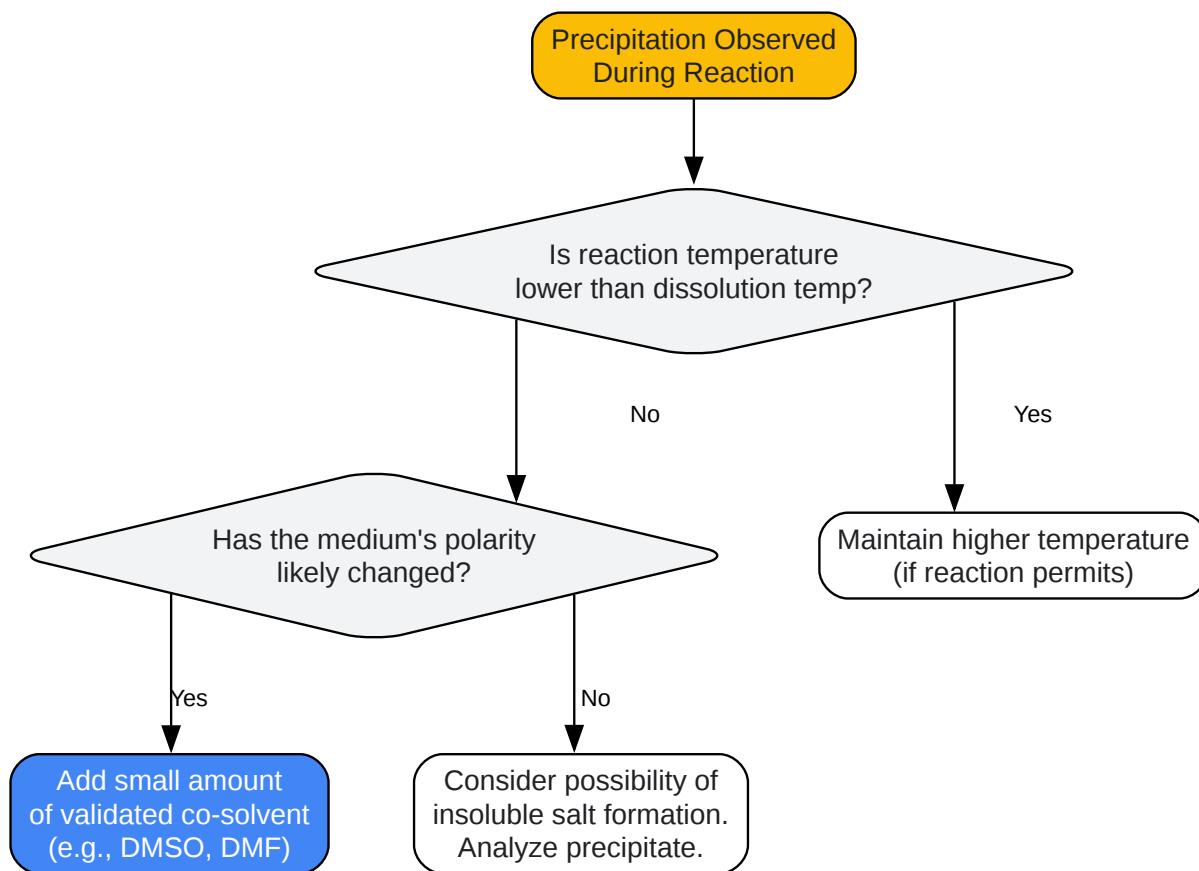 Precipitation Observed
During Reaction
Is reaction temperature
lower than dissolution temp?
No
Yes
Has the medium's polarity
likely changed?
Maintain higher temperature
(if reaction permits)
Yes
No
Add small amount
of validated co-solvent
(e.g., DMSO, DMF)
Consider possibility of
insoluble salt formation.
Analyze precipitate.